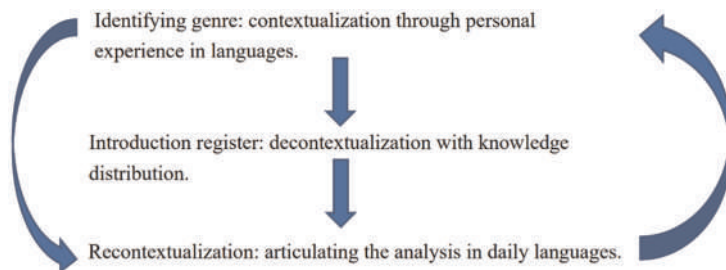 Identifying genre: contextualization through personal
experience in languages.
Introduction register: decontextualization with knowledge
distribution.
Recontextualization: articulating the analysis in daily languages.